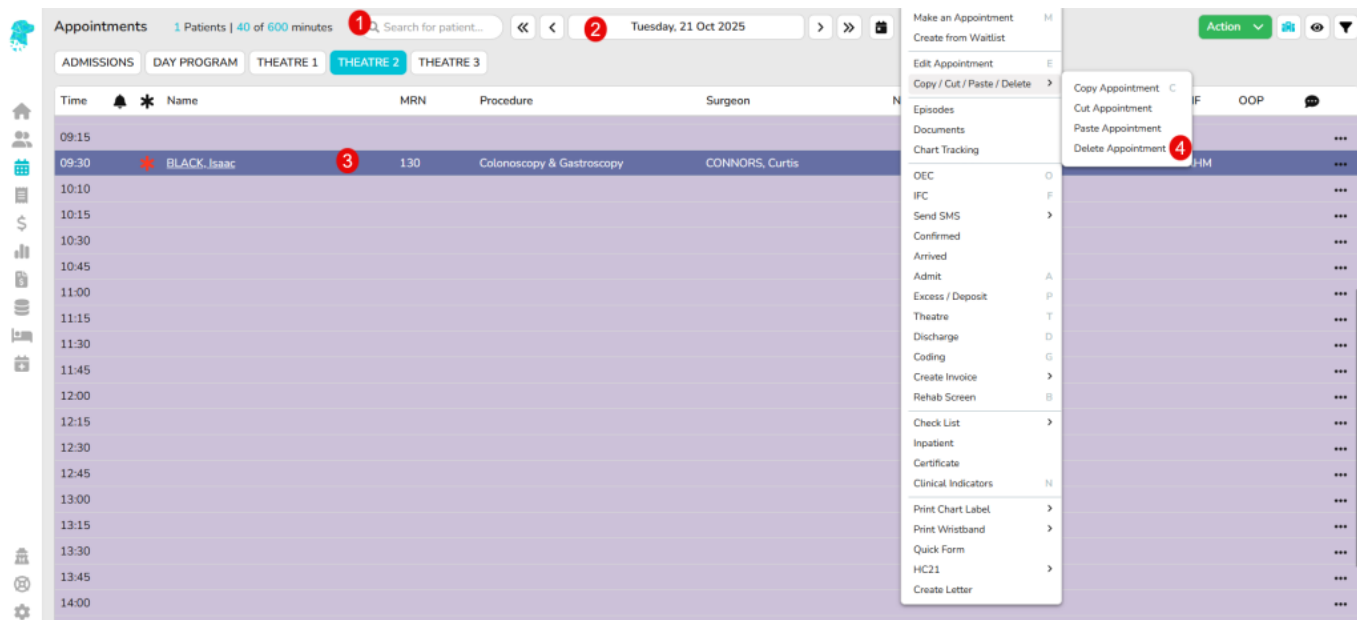 Appointments 1 Patients | 40 of 600 minutes 1 Search for patient... 2 Tuesday, 21 Oct 2025 Action
ADMISSIONS DAY PROGRAM THEATRE 1 THEATRE 2 THEATRE 3
Time Name MRN Procedure Surgeon N IF OOP
09:15
09:30 BLACK, Isaac 3 130 Colonoscopy & Gastroscopy CONNORS, Curtis HM
10:10
10:15
10:30
10:45
11:00
11:15
11:30
11:45
12:00
12:15
12:30
12:45
13:00
13:15
13:30
13:45
14:00
Make an Appointment M
Create from Waitlist
Edit Appointment E
Copy / Cut / Paste / Delete
Episodes
Documents
Chart Tracking
OEC O
IFC F
Send SMS
Confirmed
Arrived
Admit A
Excess / Deposit P
Theatre T
Discharge D
Coding G
Create Invoice
Rehab Screen B
Check List
Inpatient
Certificate
Clinical Indicators N
Print Chart Label
Print Wristband
Quick Form
HC21
Create Letter
Copy Appointment C
Cut Appointment
Paste Appointment
Delete Appointment 4